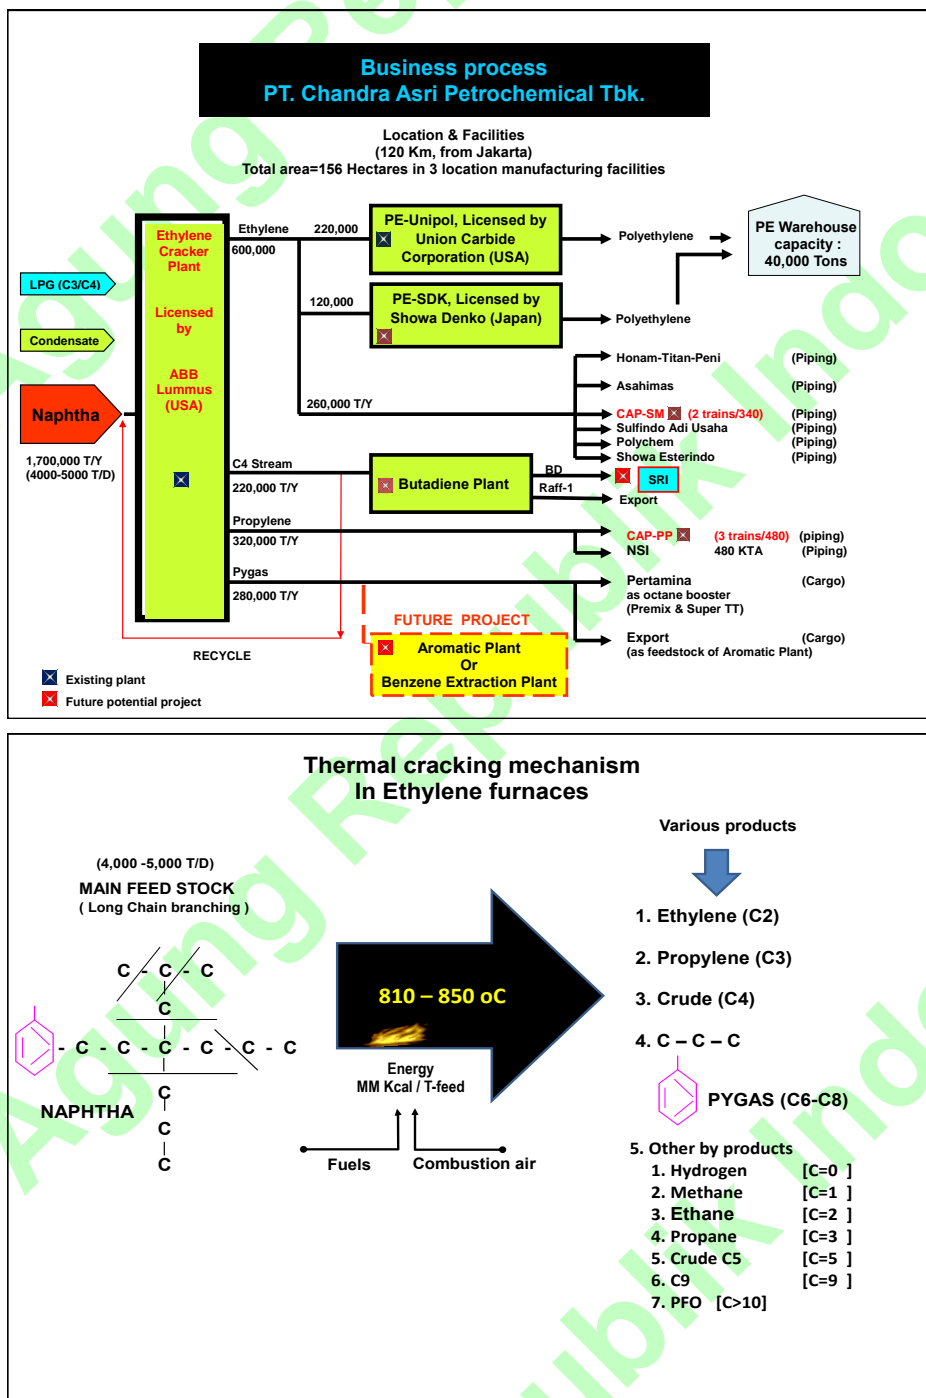 Business process
PT. Chandra Asri Petrochemical Tbk.
Location & Facilities
(120 Km, from Jakarta)
Total area=156 Hectares in 3 location manufacturing facilities
LPG (C3/C4)
Condensate
Naphtha
1,700,000 T/Y
(4000-5000 T/D)
Ethylene
Cracker
Plant
Licensed
by
ABB
Lummus
(USA)
Ethylene
600,000
220,000
PE-Unipol, Licensed by
Union Carbide
Corporation (USA)
Polyethylene
PE Warehouse
capacity :
40,000 Tons
120,000
PE-SDK, Licensed by
Showa Denko (Japan)
Polyethylene
260,000 T/Y
Honam-Titan-Peni (Piping)
Asahimas (Piping)
CAP-SM (2 trains/340) (Piping)
Sulfindo Adi Usaha (Piping)
Polychem (Piping)
Showa Esterindo (Piping)
C4 Stream
220,000 T/Y
Butadiene Plant
BD
SRI
Raff-1
Export
Propylene
320,000 T/Y
CAP-PP (3 trains/480) (piping)
NSI 480 KTA (Piping)
Pygas
280,000 T/Y
Pertamina (Cargo)
as octane booster
(Premix & Super TT)
Export (Cargo)
(as feedstock of Aromatic Plant)
FUTURE PROJECT
Aromatic Plant
Or
Benzene Extraction Plant
RECYCLE
Existing plant
Future potential project
Thermal cracking mechanism
In Ethylene furnaces
(4,000 -5,000 T/D)
MAIN FEED STOCK
( Long Chain branching )
C - C - C
C
- C - C - C - C - C - C
C
C
C
NAPHTHA
810 – 850 oC
Energy
MM Kcal / T-feed
Fuels
Combustion air
Various products
1. Ethylene (C2)
2. Propylene (C3)
3. Crude (C4)
4. C – C – C
PYGAS (C6-C8)
5. Other by products
1. Hydrogen [C=0 ]
2. Methane [C=1 ]
3. Ethane [C=2 ]
4. Propane [C=3 ]
5. Crude C5 [C=5 ]
6. C9 [C=9 ]
7. PFO [C>10]
Agung Republik Indo
Agung Republik Indo